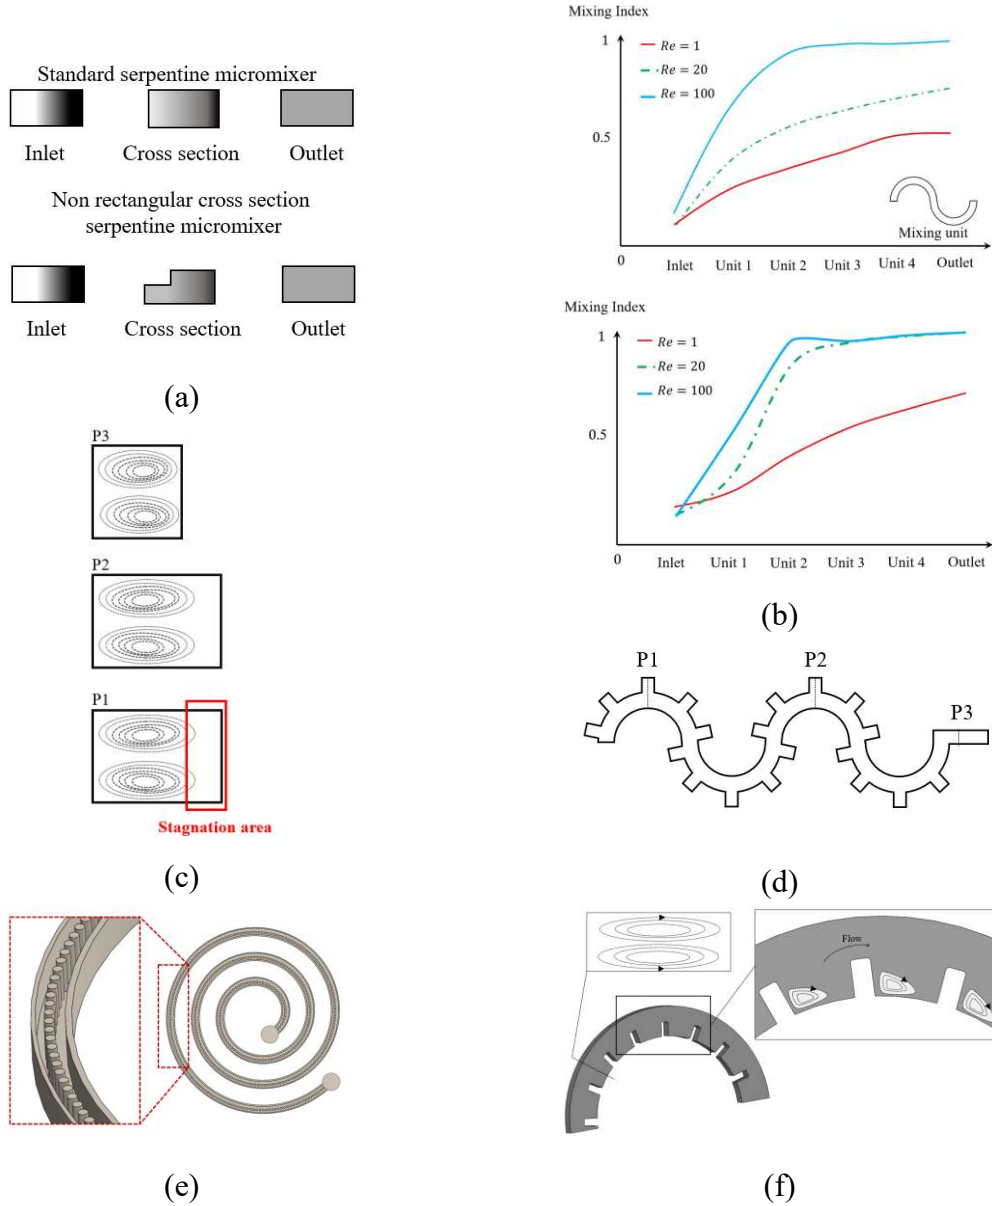 Standard serpentine micromixer
Inlet
Cross section
Outlet
Non rectangular cross section
serpentine micromixer
Inlet
Cross section
Outlet
(a)
Mixing Index
1
0.5
0
Re = 1
Re = 20
Re = 100
Mixing unit
Inlet
Unit 1
Unit 2
Unit 3
Unit 4
Outlet
Mixing Index
1
0.5
0
Re = 1
Re = 20
Re = 100
Inlet
Unit 1
Unit 2
Unit 3
Unit 4
Outlet
(b)
P3
P2
P1
Stagnation area
(c)
P1
P2
P3
(d)
(e)
Flow
(f)